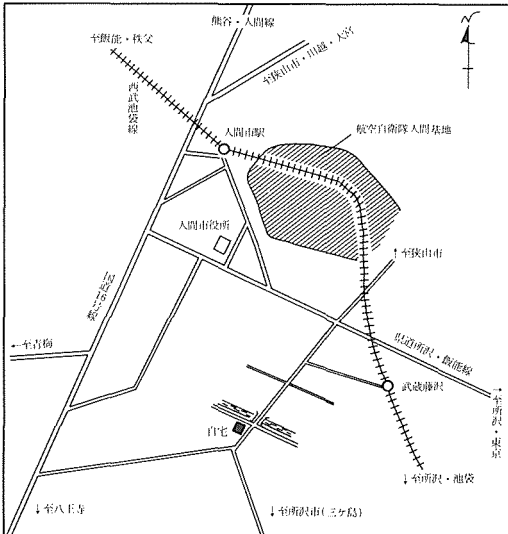 熊谷・入間線
至飯能・秩父
至狭山市・川越・大宮
西武池袋線
入間市駅
航空自衛隊入間基地
入間市役所
国道16号線
↑至狭山市
←至青梅
県道所沢・飯能線
武蔵藤沢
→至所沢・東京
自宅
↓至所沢・池袋
↓至八王寺
↓至所沢市(三ケ島)